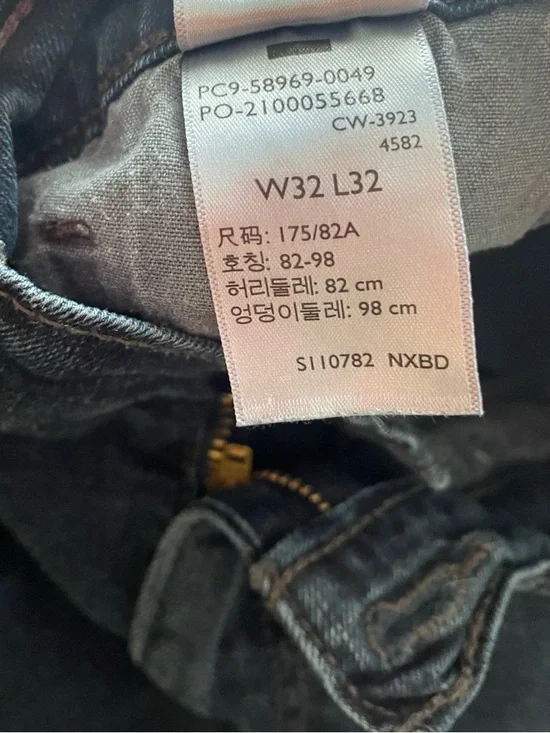 PC9-58969-0049
PO-2100055668
CW-3923
4582
W32 L32
尺码: 175/82A
호칭: 82-98
허리둘레: 82 cm
엉덩이둘레: 98 cm
S110782 NXBD